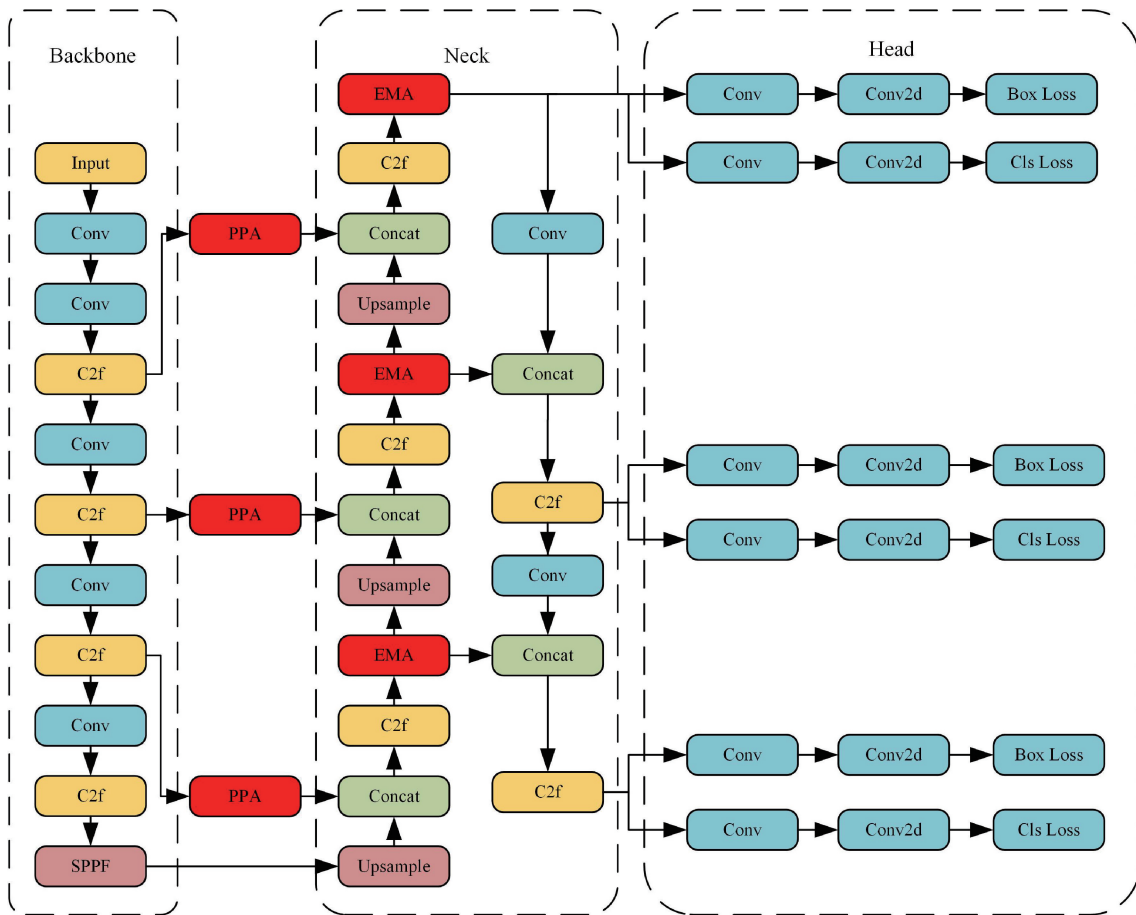 Backbone
Neck
Head
Input
Conv
Conv
C2f
Conv
C2f
Conv
C2f
Conv
C2f
SPPF
PPA
PPA
PPA
EMA
C2f
Concat
Upsample
EMA
C2f
Concat
Upsample
EMA
C2f
Concat
Upsample
Conv
Concat
C2f
Conv
Concat
C2f
Conv
Conv2d
Box Loss
Conv
Conv2d
Cls Loss
Conv
Conv2d
Box Loss
Conv
Conv2d
Cls Loss
Conv
Conv2d
Box Loss
Conv
Conv2d
Cls Loss